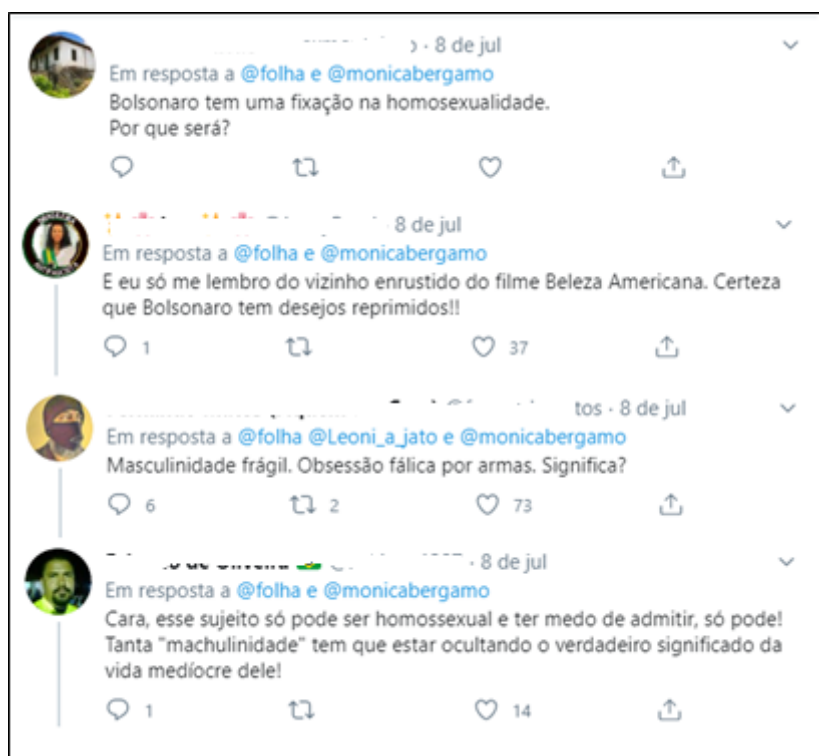 · 8 de jul
Em resposta a @folha e @monicabergamo
Bolsonaro tem uma fixação na homosexualidade.
Por que será?
· 8 de jul
Em resposta a @folha e @monicabergamo
E eu só me lembro do vizinho enrustido do filme Beleza Americana. Certeza
que Bolsonaro tem desejos reprimidos!!
1 37
tos · 8 de jul
Em resposta a @folha @Leoni_a_jato e @monicabergamo
Masculinidade frágil. Obsessão fálica por armas. Significa?
6 2 73
· 8 de jul
Em resposta a @folha e @monicabergamo
Cara, esse sujeito só pode ser homossexual e ter medo de admitir, só pode!
Tanta "machulinidade" tem que estar ocultando o verdadeiro significado da
vida medíocre dele!
1 14